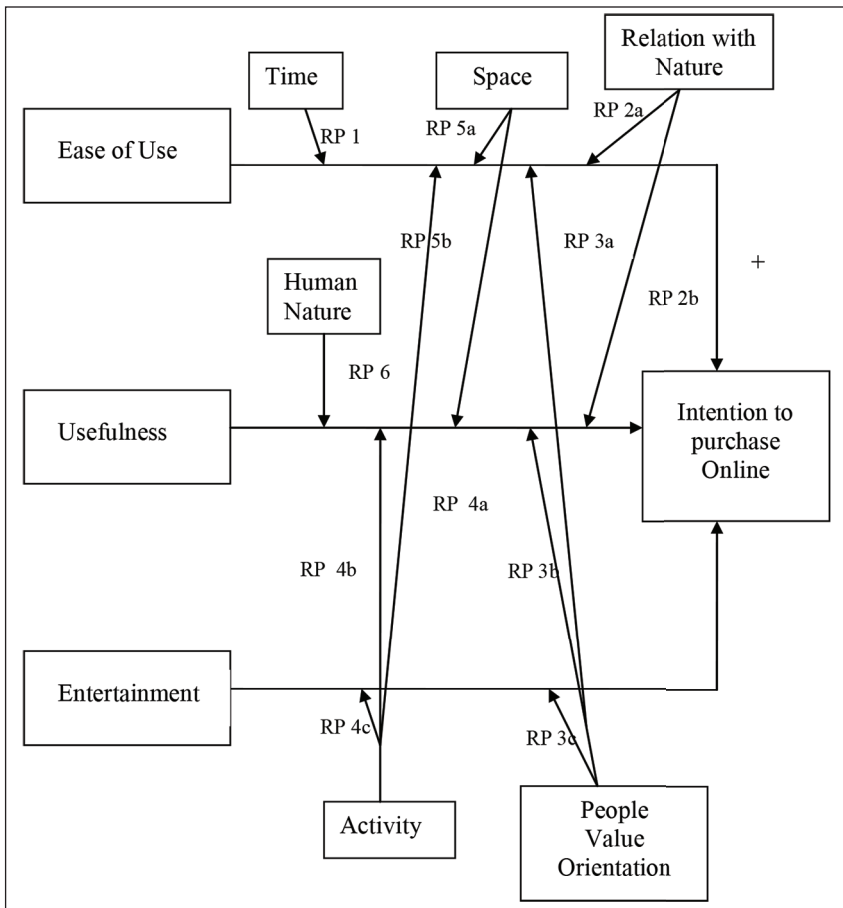 Relation with
Nature
Time
Space
RP 2a
RP 5a
RP 1
Ease of Use
RP 5b
RP 3a
+
RP 2b
Human
Nature
RP 6
Intention to
purchase
Online
Usefulness
RP 4a
RP 4b
RP 3b
Entertainment
RP 4c
RP 3c
People
Value
Orientation
Activity